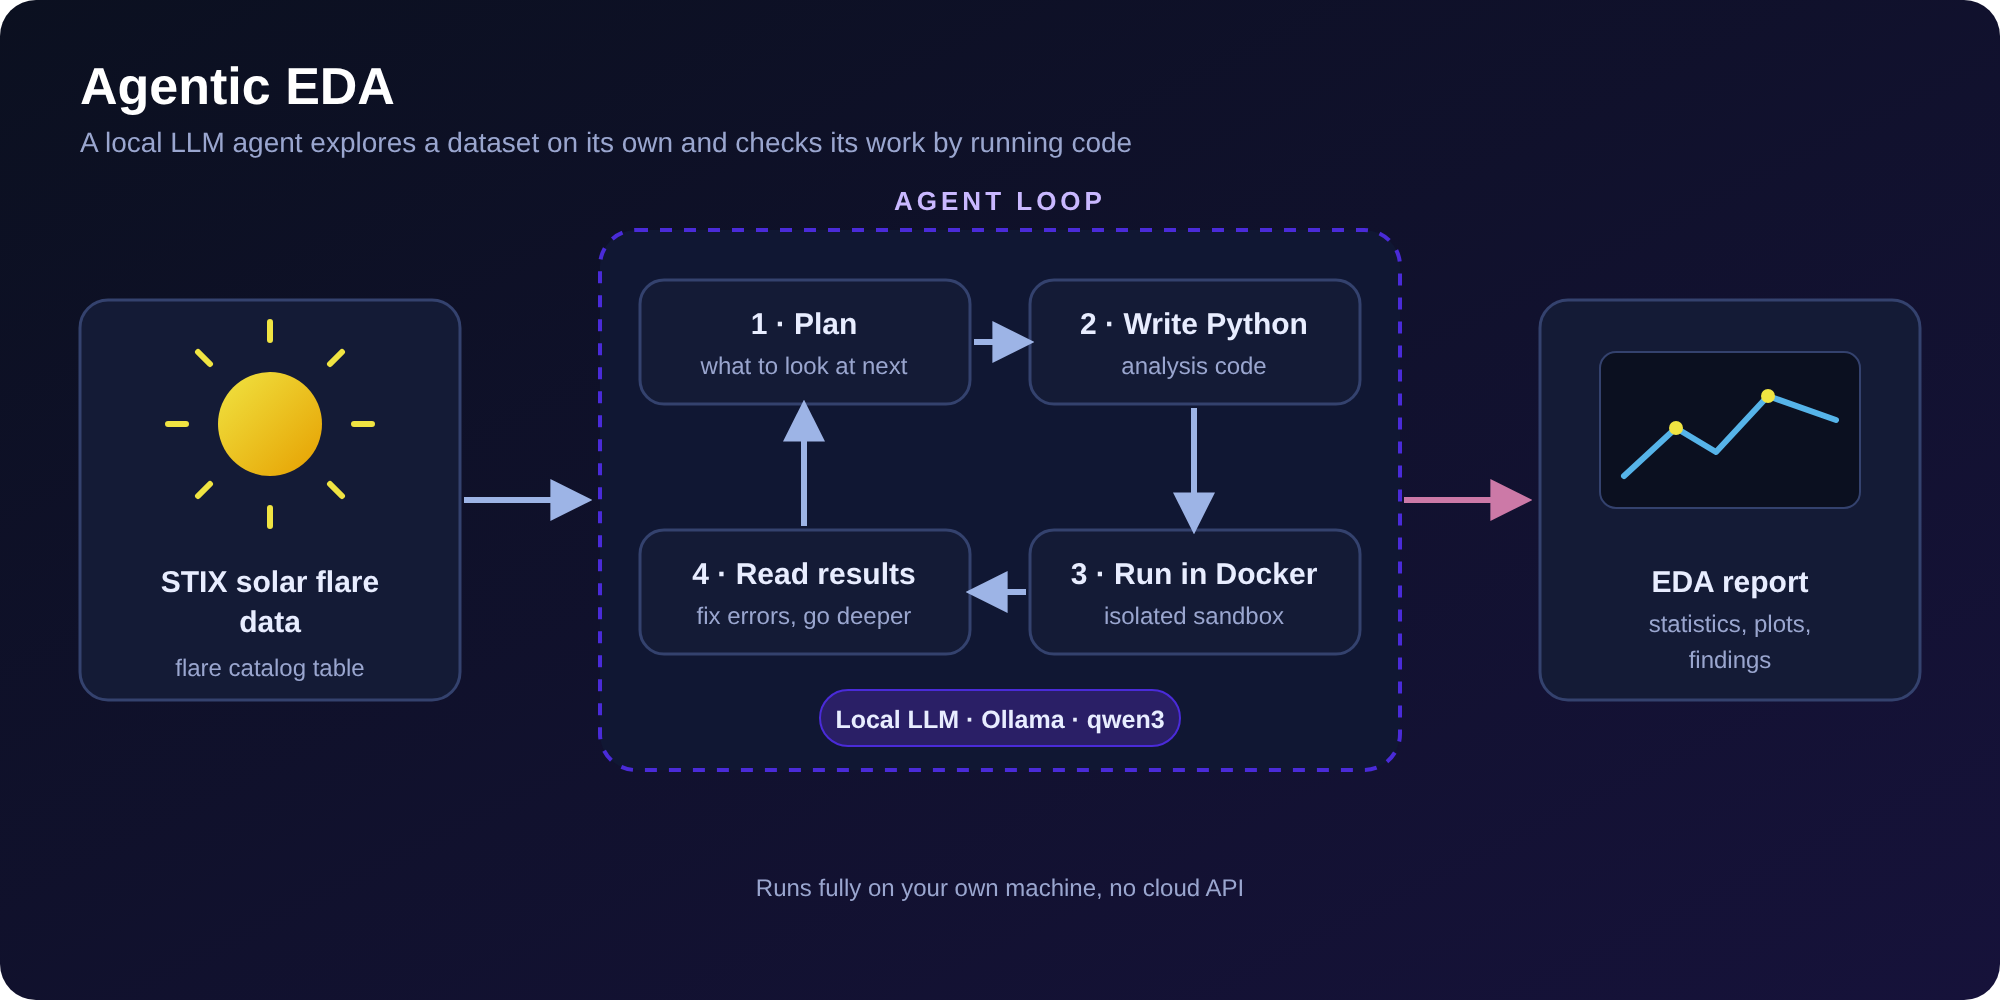 Agentic EDA
A local LLM agent explores a dataset on its own and checks its work by running code
AGENT LOOP
STIX solar flare
data
flare catalog table
1 · Plan
what to look at next
2 · Write Python
analysis code
3 · Run in Docker
isolated sandbox
4 · Read results
fix errors, go deeper
Local LLM · Ollama · qwen3
EDA report
statistics, plots,
findings
Runs fully on your own machine, no cloud API